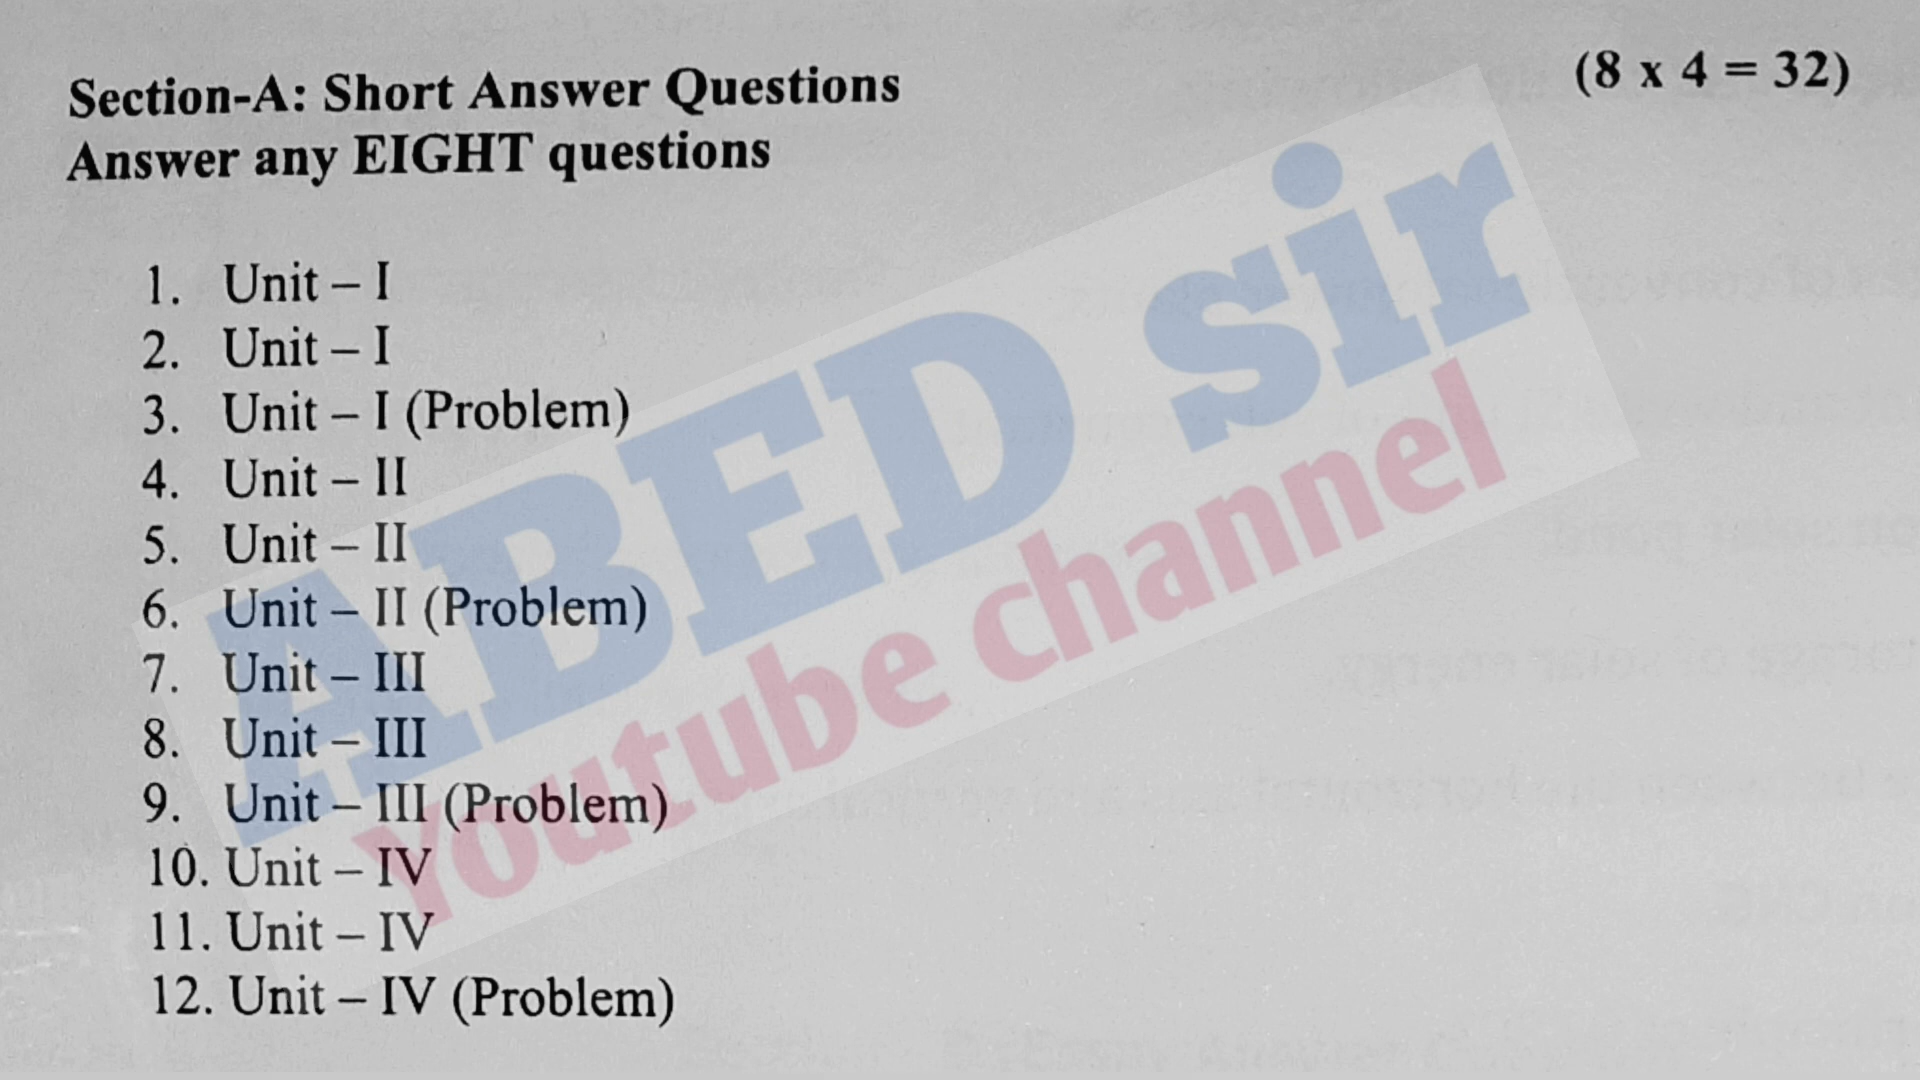 Section-A: Short Answer Questions (8 x 4 = 32)
Answer any EIGHT questions
1. Unit – I
2. Unit – I
3. Unit – I (Problem)
4. Unit – II
5. Unit – II
6. Unit – II (Problem)
7. Unit – III
8. Unit – III
9. Unit – III (Problem)
10. Unit – IV
11. Unit – IV
12. Unit – IV (Problem)
ABED sir
Youtube channel